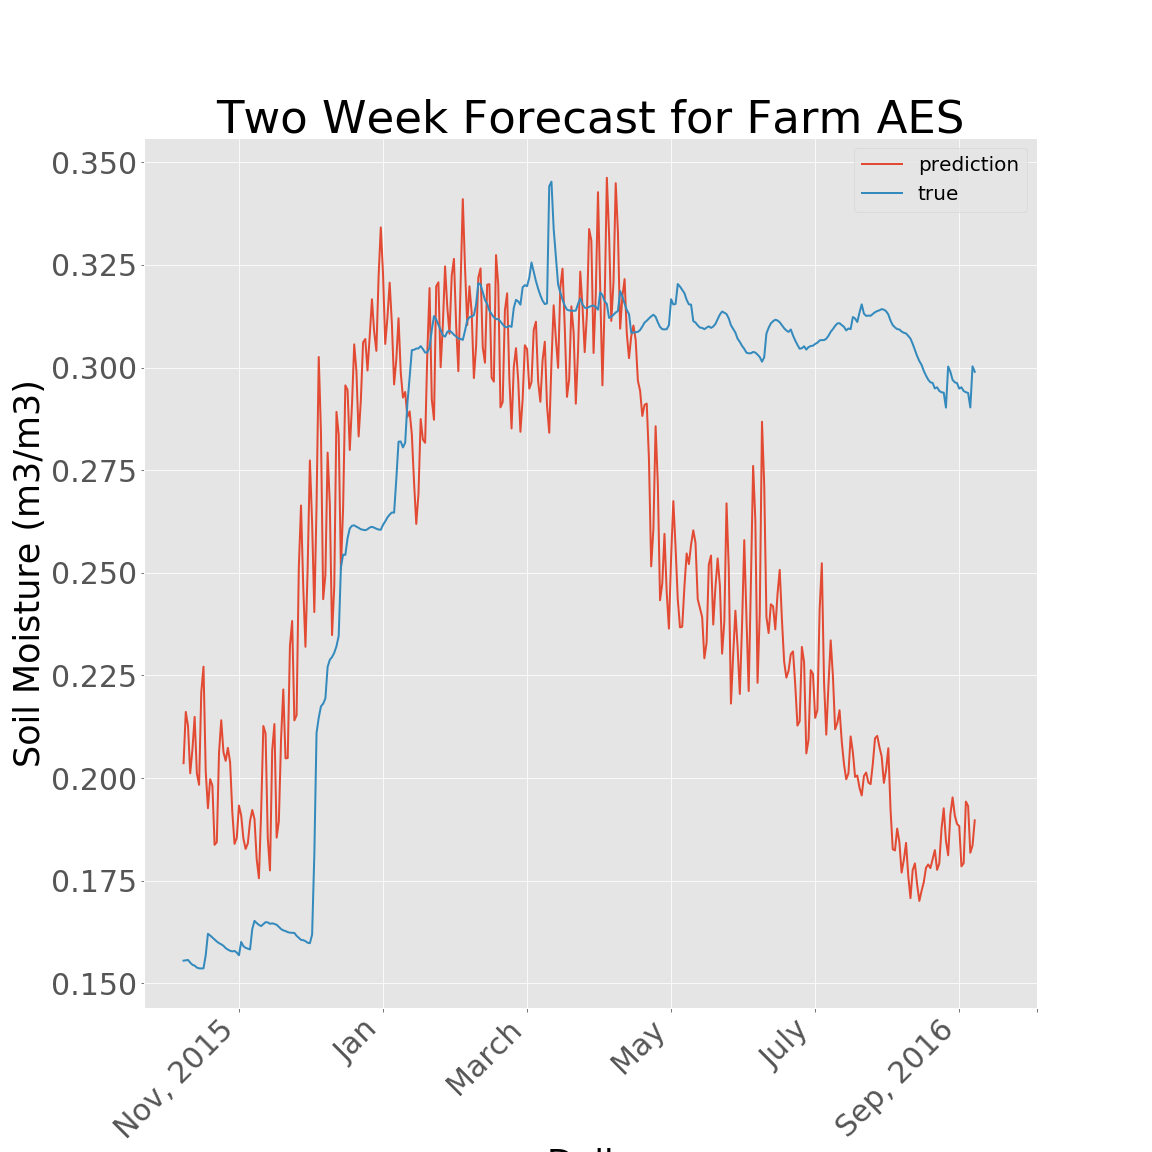 Two Week Forecast for Farm AES
prediction
true
Soil Moisture (m3/m3)
0.350
0.325
0.300
0.275
0.250
0.225
0.200
0.175
0.150
Nov, 2015
Jan
March
May
July
Sep, 2016